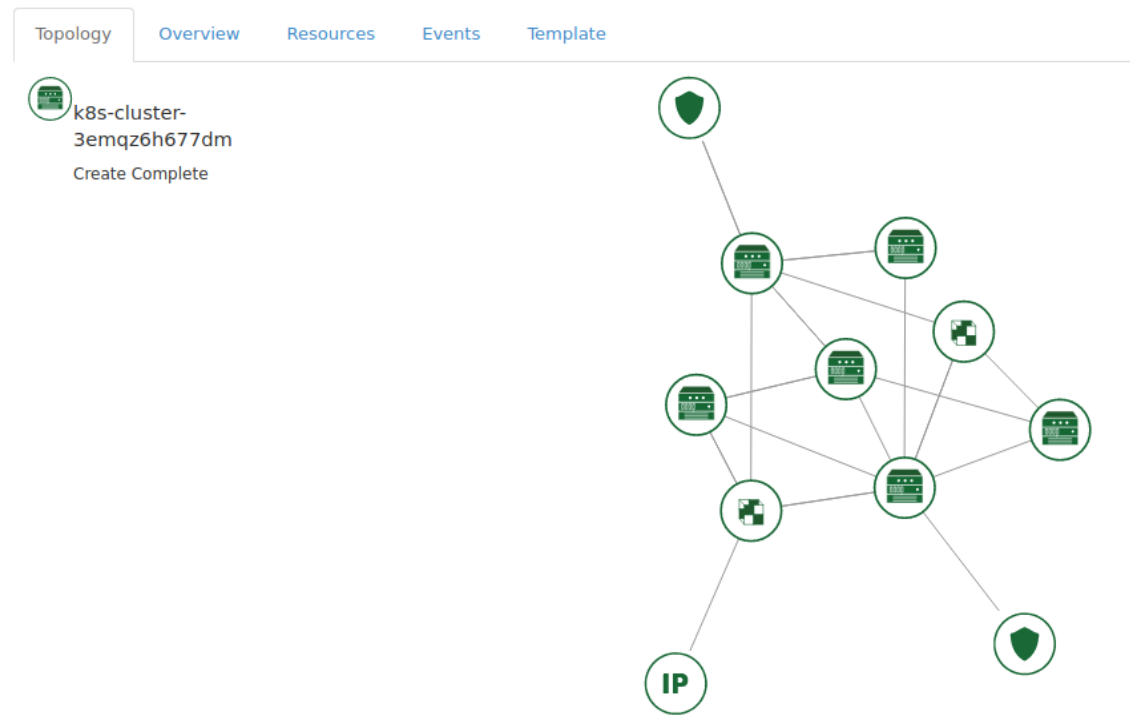 Topology Overview Resources Events Template
k8s-cluster-
3emqz6h677dm
Create Complete
IP